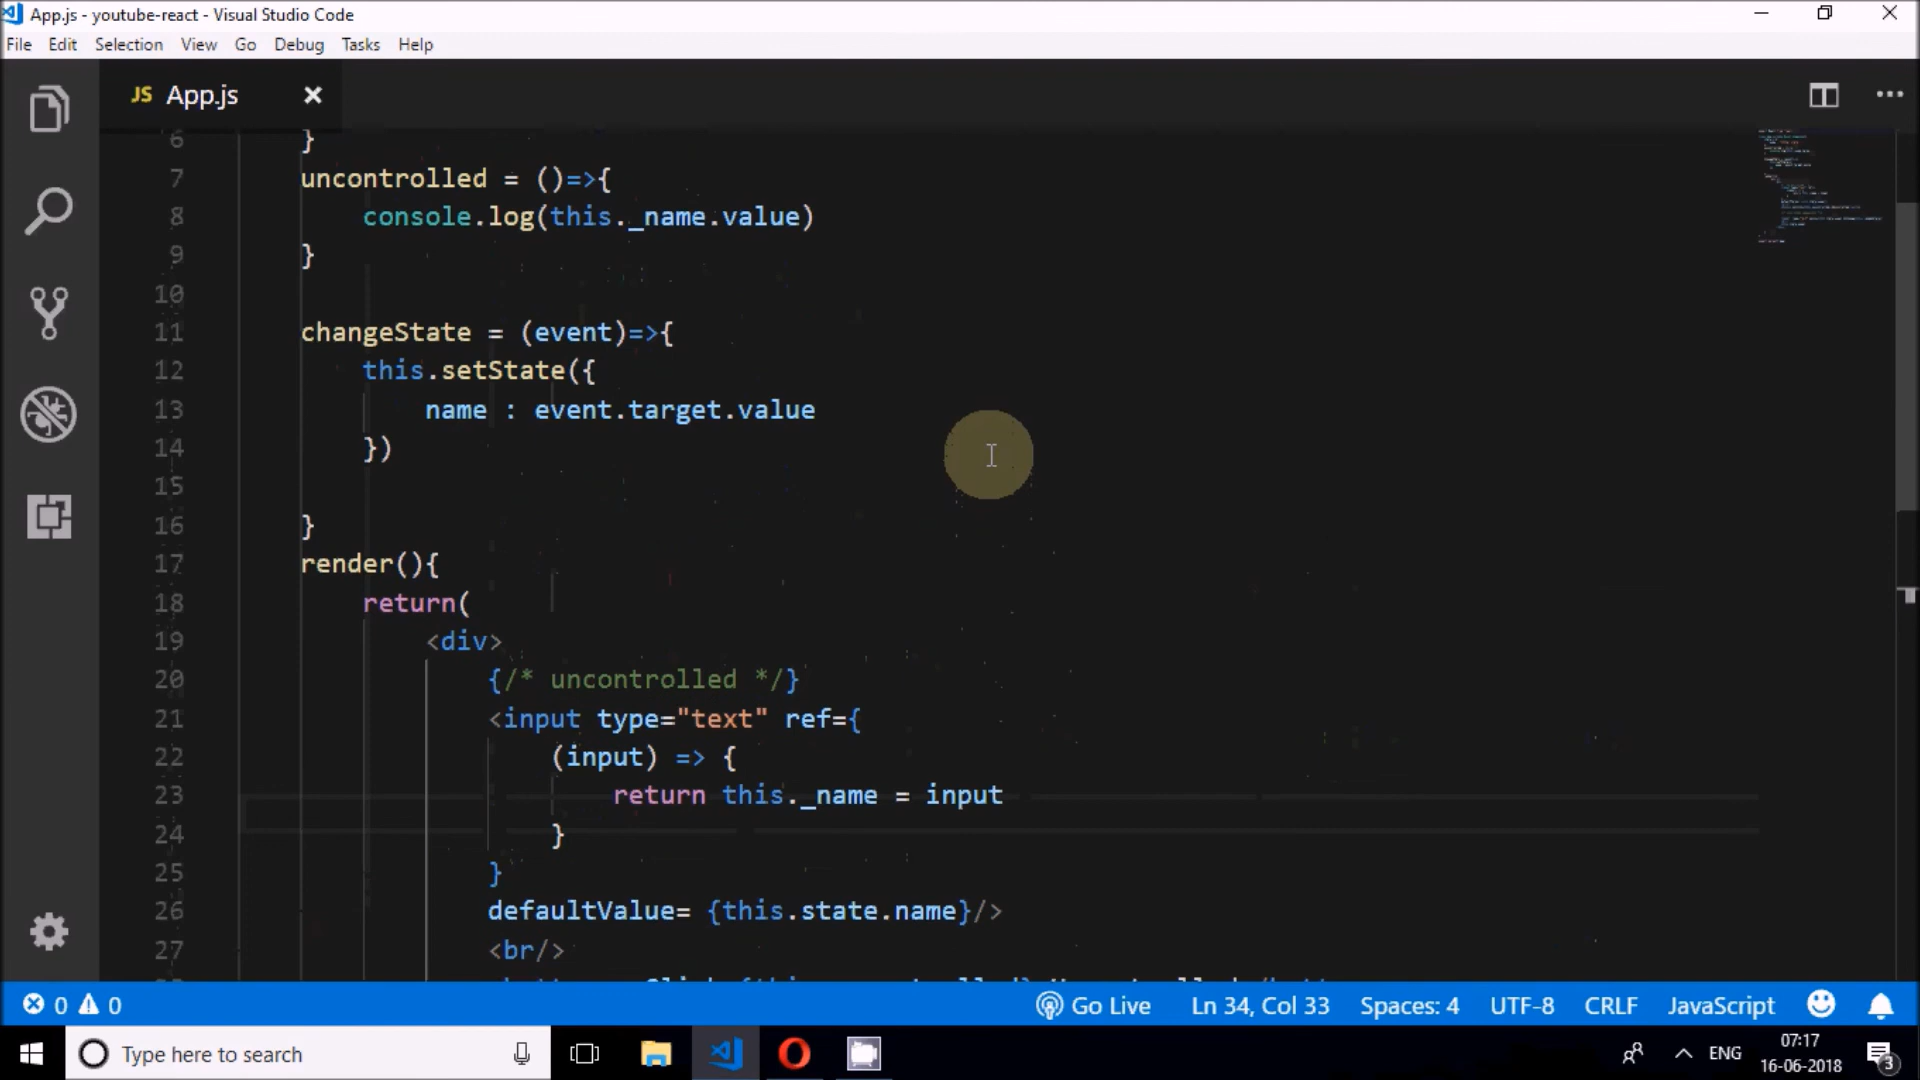 App.js - youtube-react - Visual Studio Code
File Edit Selection View Go Debug Tasks Help
JS App.js
6 }
7 uncontrolled = ()=>{
8 console.log(this._name.value)
9 }
10
11 changeState = (event)=>{
12 this.setState({
13 name : event.target.value
14 })
15
16 }
17 render(){
18 return(
19 <div>
20 {/* uncontrolled */}
21 <input type="text" ref={
22 (input) => {
23 return this._name = input
24 }
25 }
26 defaultValue= {this.state.name}/>
27 <br/>
0 0 Go Live Ln 34, Col 33 Spaces: 4 UTF-8 CRLF JavaScript
Type here to search ENG 07:17
16-06-2018 3